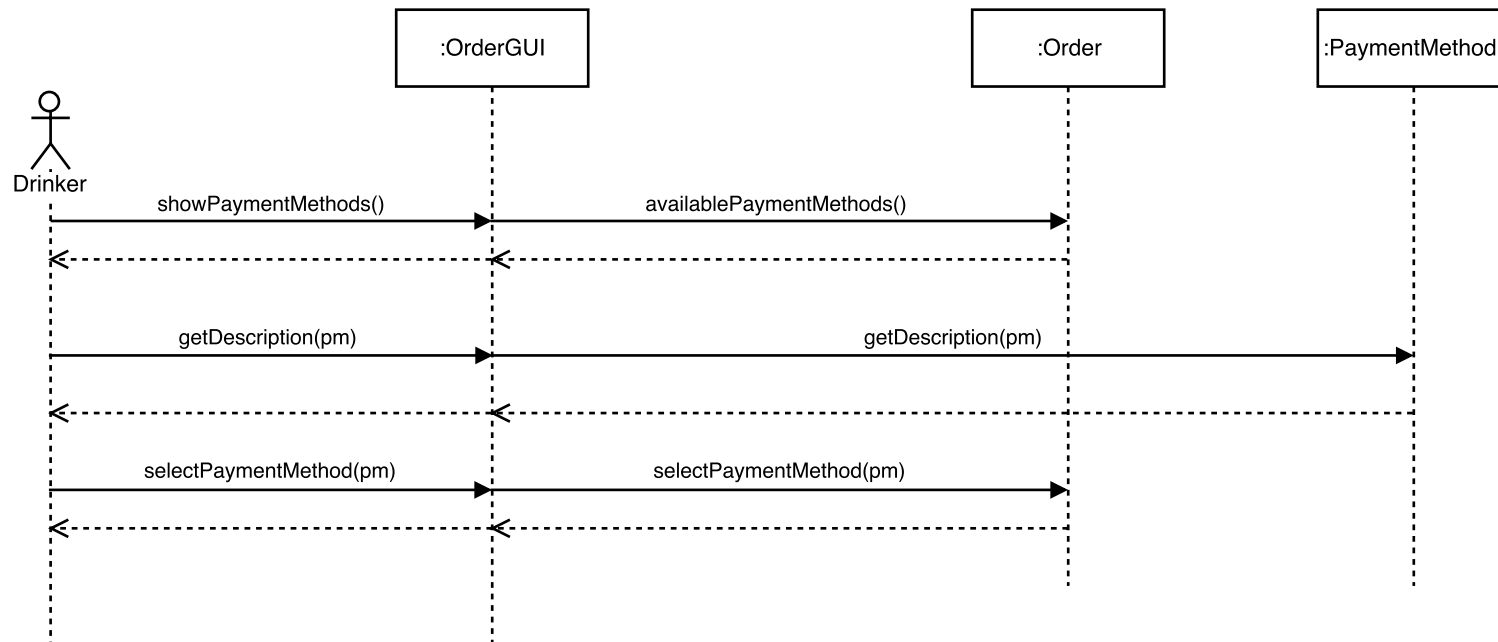 :OrderGUI
:Order
:PaymentMethod
Drinker
showPaymentMethods()
availablePaymentMethods()
getDescription(pm)
getDescription(pm)
selectPaymentMethod(pm)
selectPaymentMethod(pm)